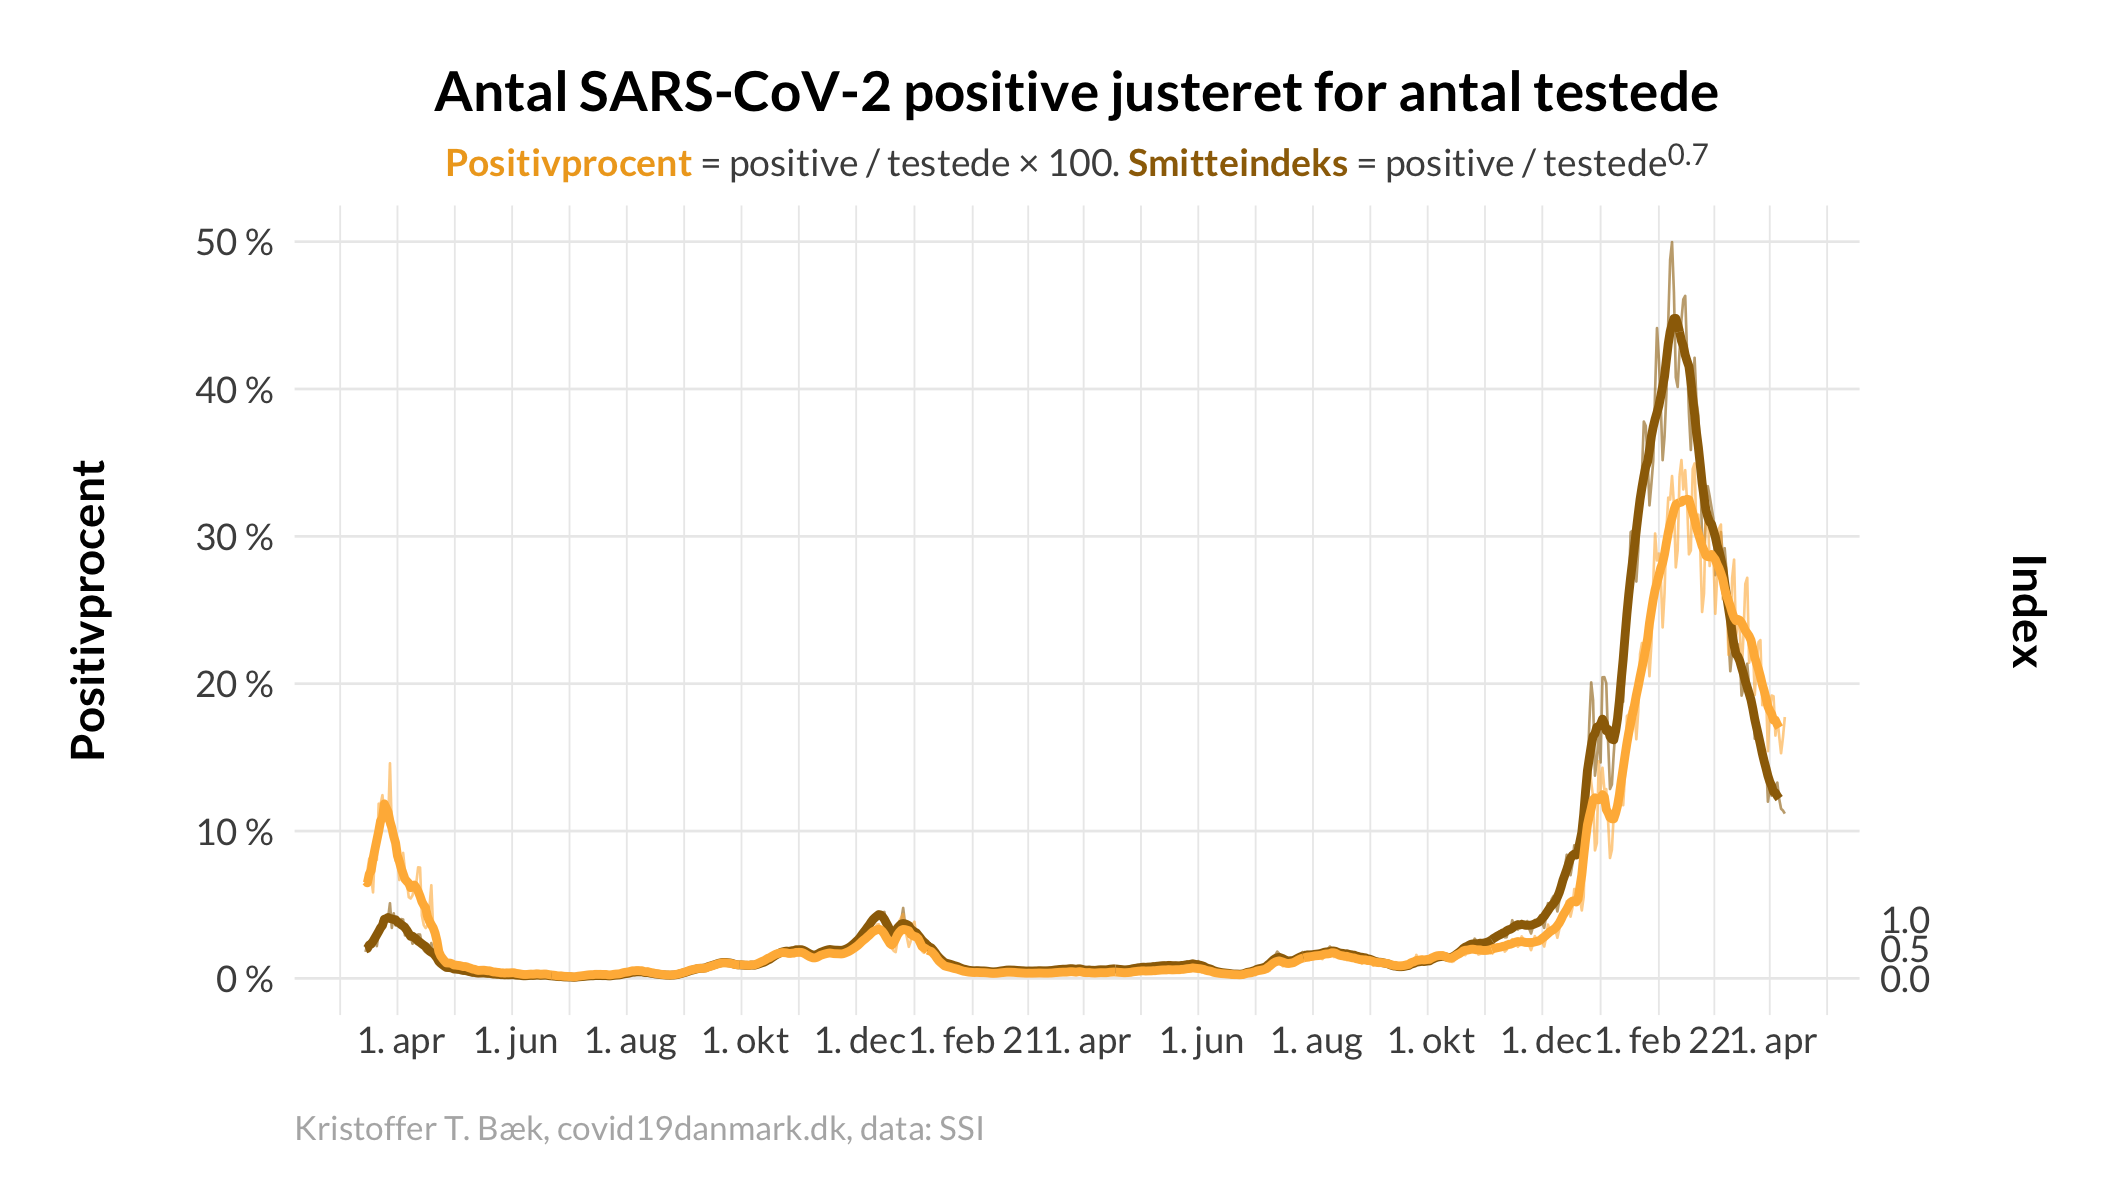 Antal SARS-CoV-2 positive justeret for antal testede
Positivprocent = positive / testede × 100. Smitteindeks = positive / testede^0.7
50 %
40 %
30 %
20 %
10 %
0 %
Positivprocent
Index
1.0
0.5
0.0
1. apr 1. jun 1. aug 1. okt 1. dec 1. feb 21 1. apr 1. jun 1. aug 1. okt 1. dec 1. feb 22 1. apr
Kristoffer T. Bæk, covid19danmark.dk, data: SSI